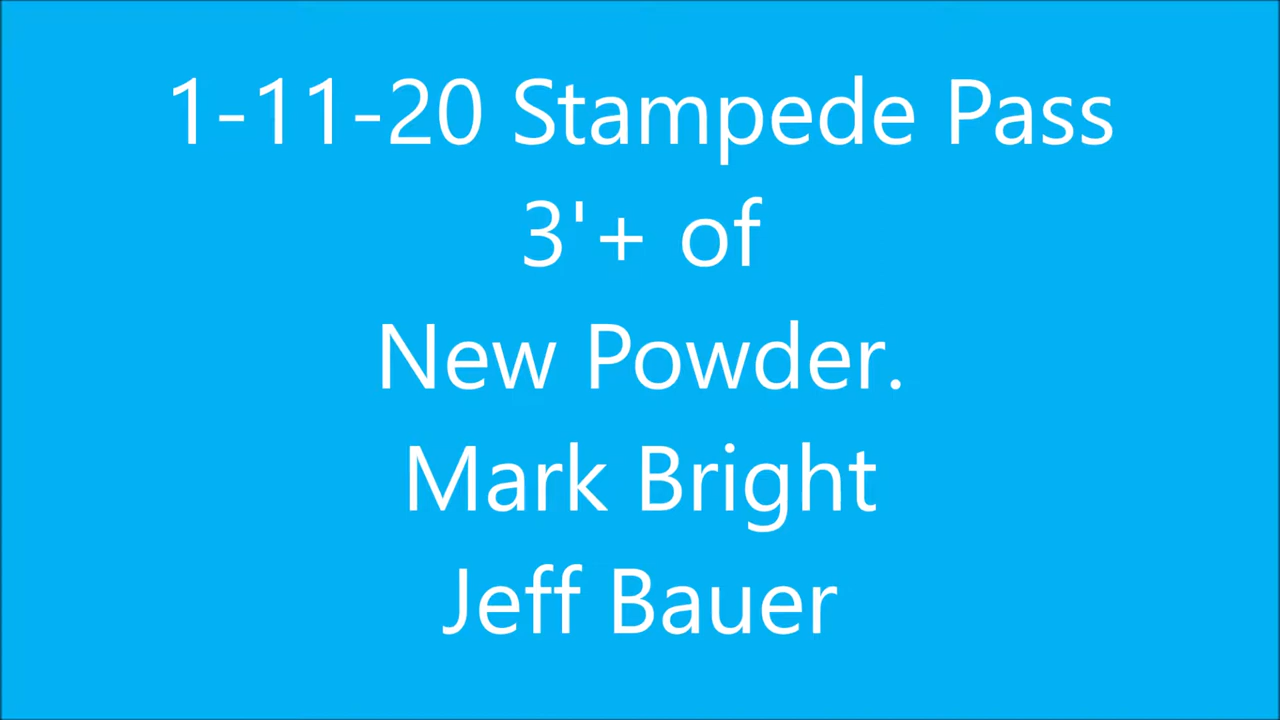 1-11-20 Stampede Pass
3'+ of
New Powder.
Mark Bright
Jeff Bauer